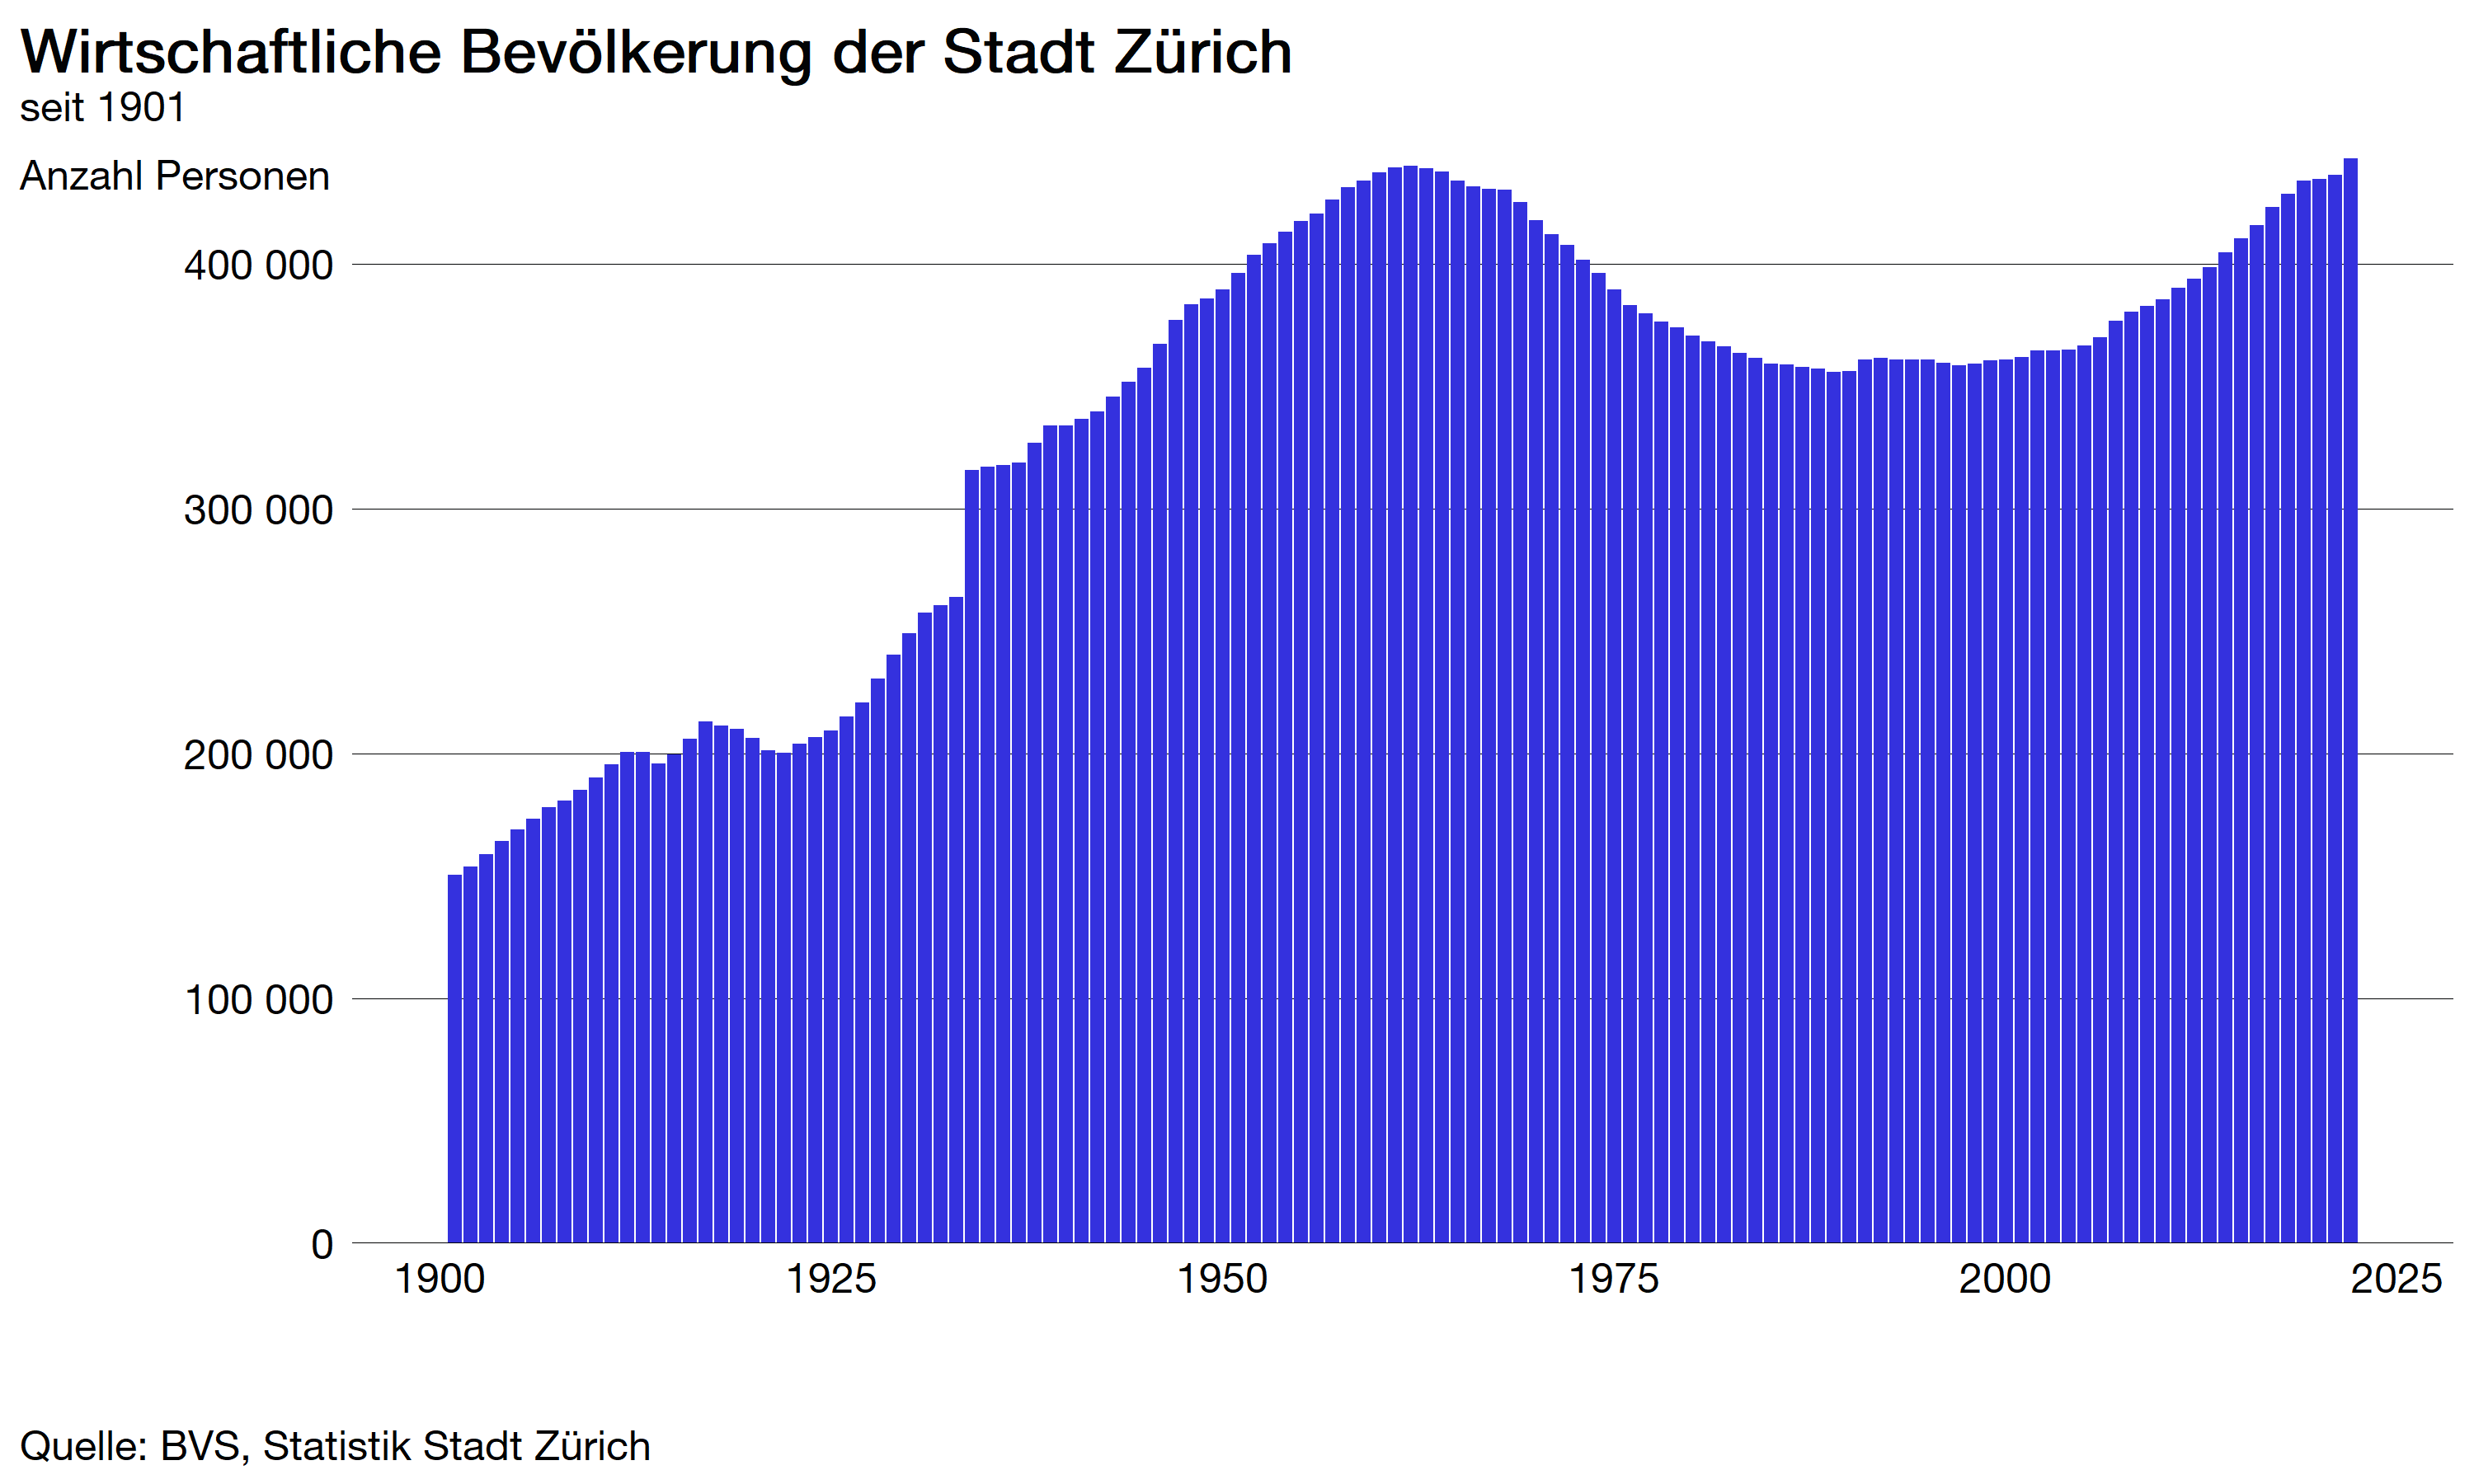 Wirtschaftliche Bevölkerung der Stadt Zürich
seit 1901
Anzahl Personen
400 000
300 000
200 000
100 000
0
1900 1925 1950 1975 2000 2025
Quelle: BVS, Statistik Stadt Zürich